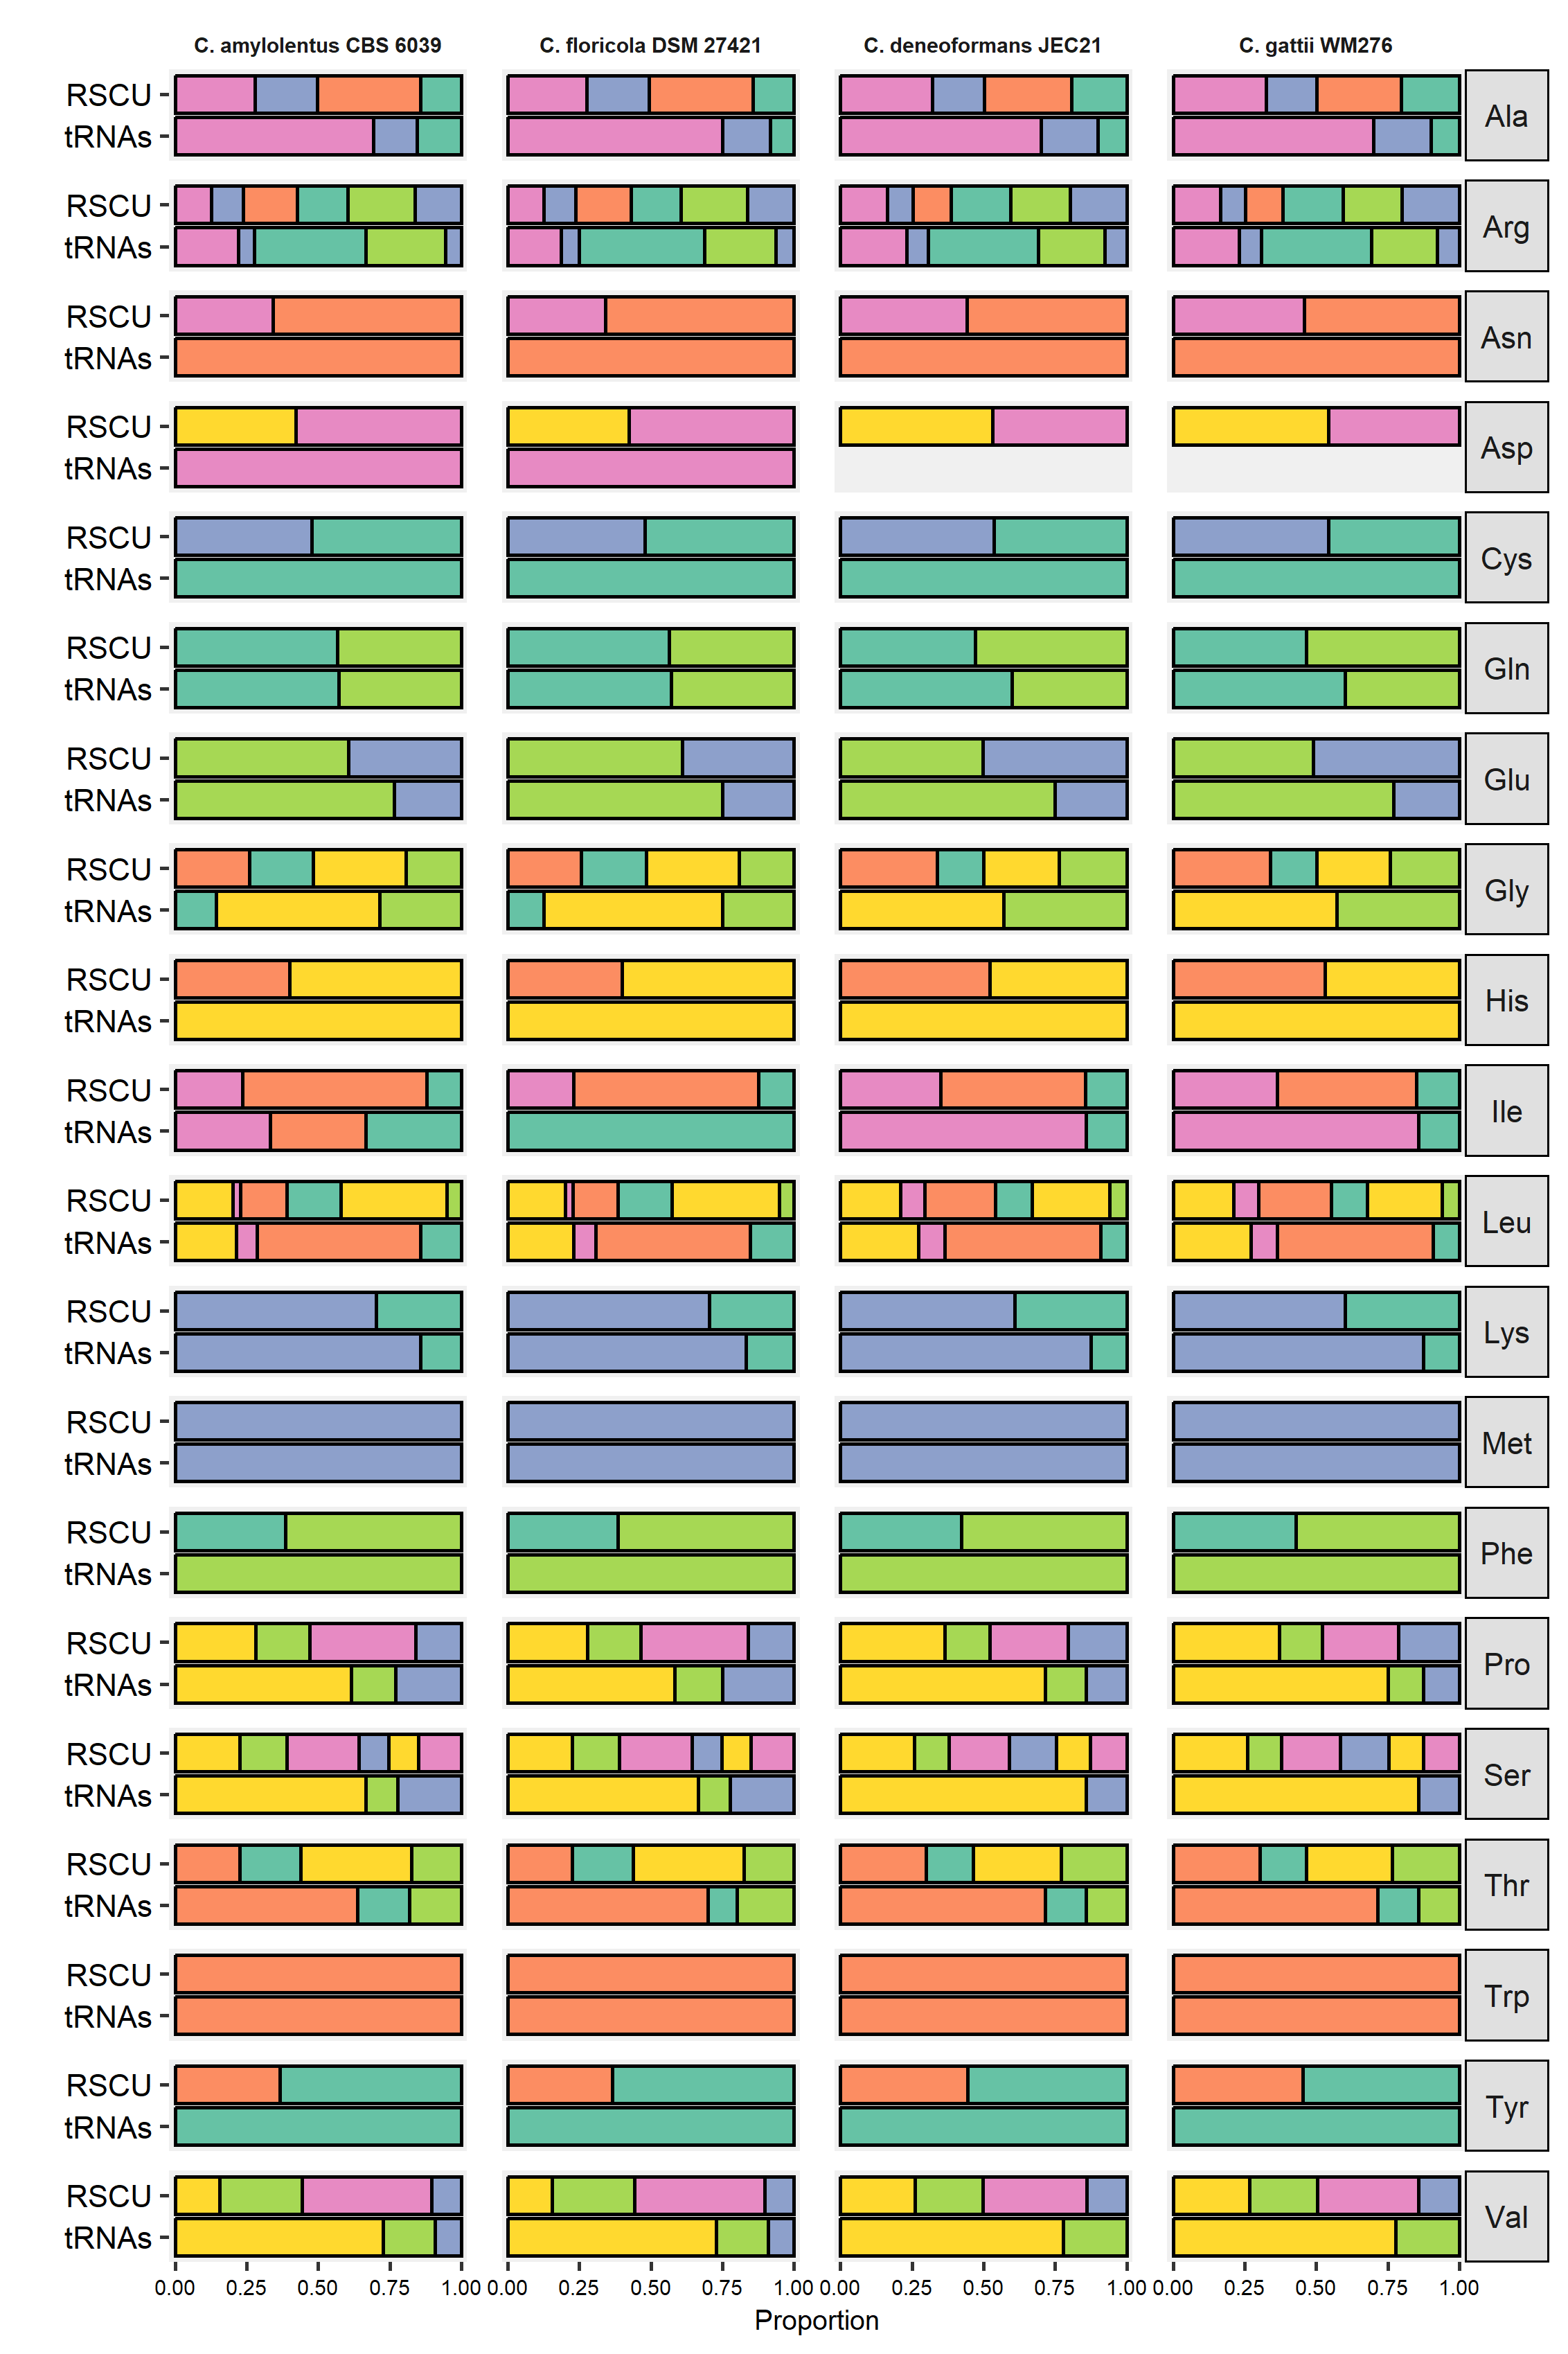 C. amylolentus CBS 6039 C. floricola DSM 27421 C. deneoformans JEC21 C. gattii WM276
RSCU
tRNAs
Ala
RSCU
tRNAs
Arg
RSCU
tRNAs
Asn
RSCU
tRNAs
Asp
RSCU
tRNAs
Cys
RSCU
tRNAs
Gln
RSCU
tRNAs
Glu
RSCU
tRNAs
Gly
RSCU
tRNAs
His
RSCU
tRNAs
Ile
RSCU
tRNAs
Leu
RSCU
tRNAs
Lys
RSCU
tRNAs
Met
RSCU
tRNAs
Phe
RSCU
tRNAs
Pro
RSCU
tRNAs
Ser
RSCU
tRNAs
Thr
RSCU
tRNAs
Trp
RSCU
tRNAs
Tyr
RSCU
tRNAs
Val
0.00 0.25 0.50 0.75 1.00 0.00 0.25 0.50 0.75 1.00 0.00 0.25 0.50 0.75 1.00 0.00 0.25 0.50 0.75 1.00
Proportion